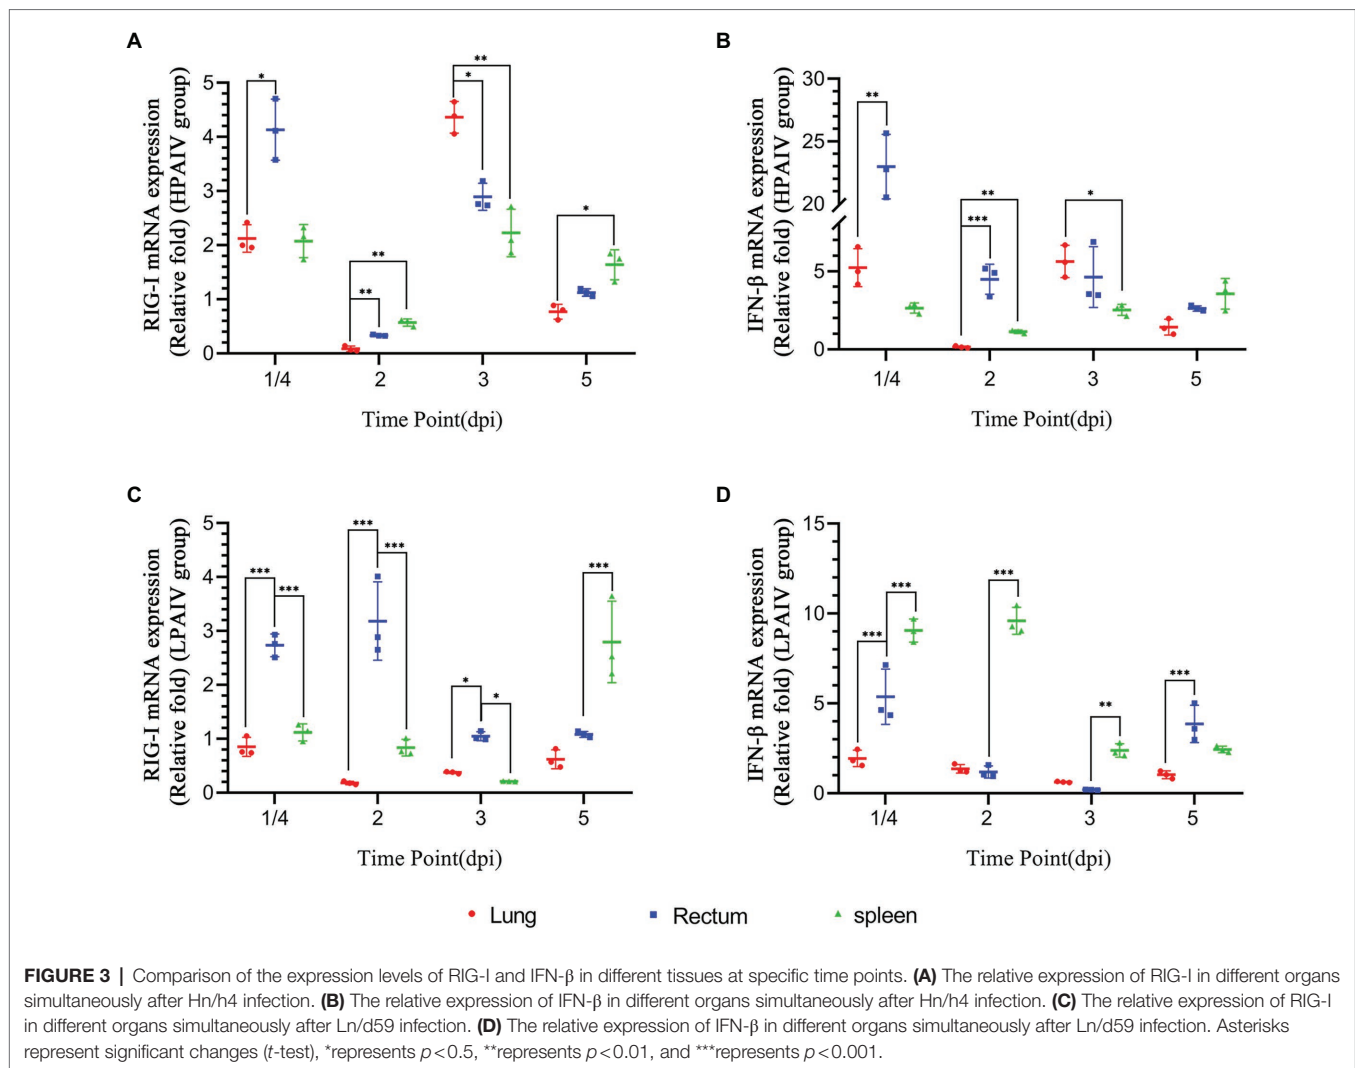 A
RIG-I mRNA expression
(Relative fold) (HPAIV group)
5
4
3
2
1
0
*
**
**
**
*
*
1/4 2 3 5
Time Point(dpi)
B
IFN-β mRNA expression
(Relative fold) (HPAIV group)
30
25
20
5
0
**
**
***
*
1/4 2 3 5
Time Point(dpi)
C
RIG-I mRNA expression
(Relative fold) (LPAIV group)
5
4
3
2
1
0
***
***
***
***
*
*
***
1/4 2 3 5
Time Point(dpi)
D
IFN-β mRNA expression
(Relative fold) (LPAIV group)
15
10
5
0
***
***
***
**
***
1/4 2 3 5
Time Point(dpi)
Lung Rectum spleen
FIGURE 3 | Comparison of the expression levels of RIG-I and IFN-β in different tissues at specific time points. (A) The relative expression of RIG-I in different organs
simultaneously after Hn/h4 infection. (B) The relative expression of IFN-β in different organs simultaneously after Hn/h4 infection. (C) The relative expression of RIG-I
in different organs simultaneously after Ln/d59 infection. (D) The relative expression of IFN-β in different organs simultaneously after Ln/d59 infection. Asterisks
represent significant changes (t-test), *represents p<0.5, **represents p<0.01, and ***represents p<0.001.